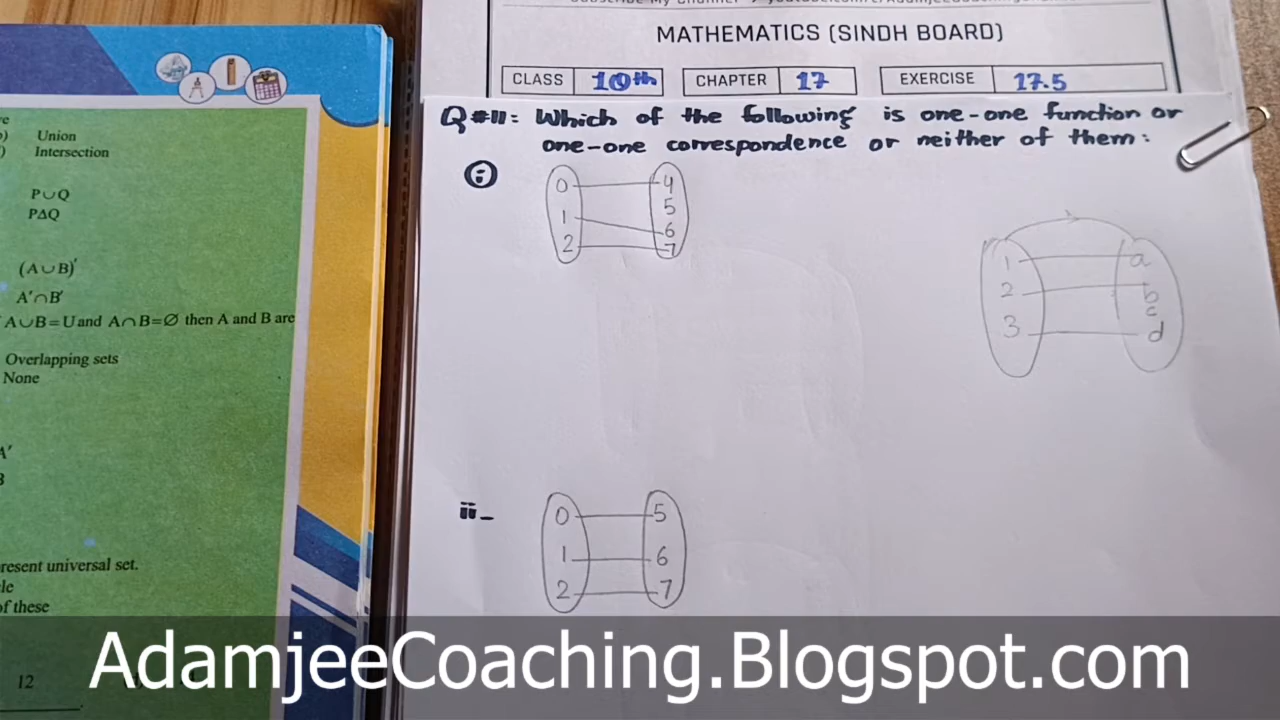 MATHEMATICS (SINDH BOARD)
CLASS 10th CHAPTER 17 EXERCISE 17.5
Q#11: Which of the following is one-one function or
one-one correspondence or neither of them:
i
0 4
5
1 6
2 7
1 a
2 b
c
3 d
ii-
0 5
1 6
2 7
Union
Intersection
P∪Q
PΔQ
(A∪B)′
A′∩B′
A∪B=U and A∩B=∅ then A and B are
Overlapping sets
None
A′
present universal set.
of these
12
AdamjeeCoaching.Blogspot.com